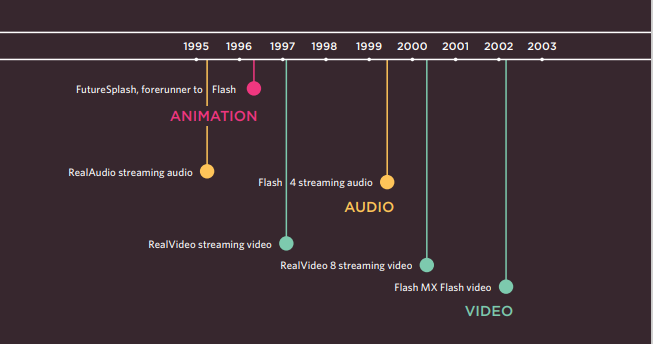 1995 1996 1997 1998 1999 2000 2001 2002 2003
FutureSplash, forerunner to Flash
ANIMATION
RealAudio streaming audio
Flash 4 streaming audio
AUDIO
RealVideo streaming video
RealVideo 8 streaming video
Flash MX Flash video
VIDEO